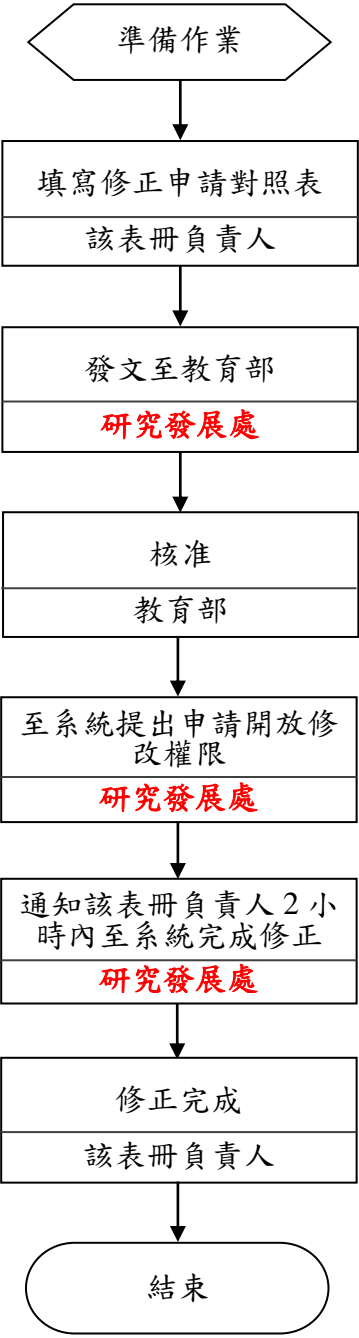 準備作業
填寫修正申請對照表
該表冊負責人
發文至教育部
研究發展處
核准
教育部
至系統提出申請開放修
改權限
研究發展處
通知該表冊負責人2小
時內至系統完成修正
研究發展處
修正完成
該表冊負責人
結束